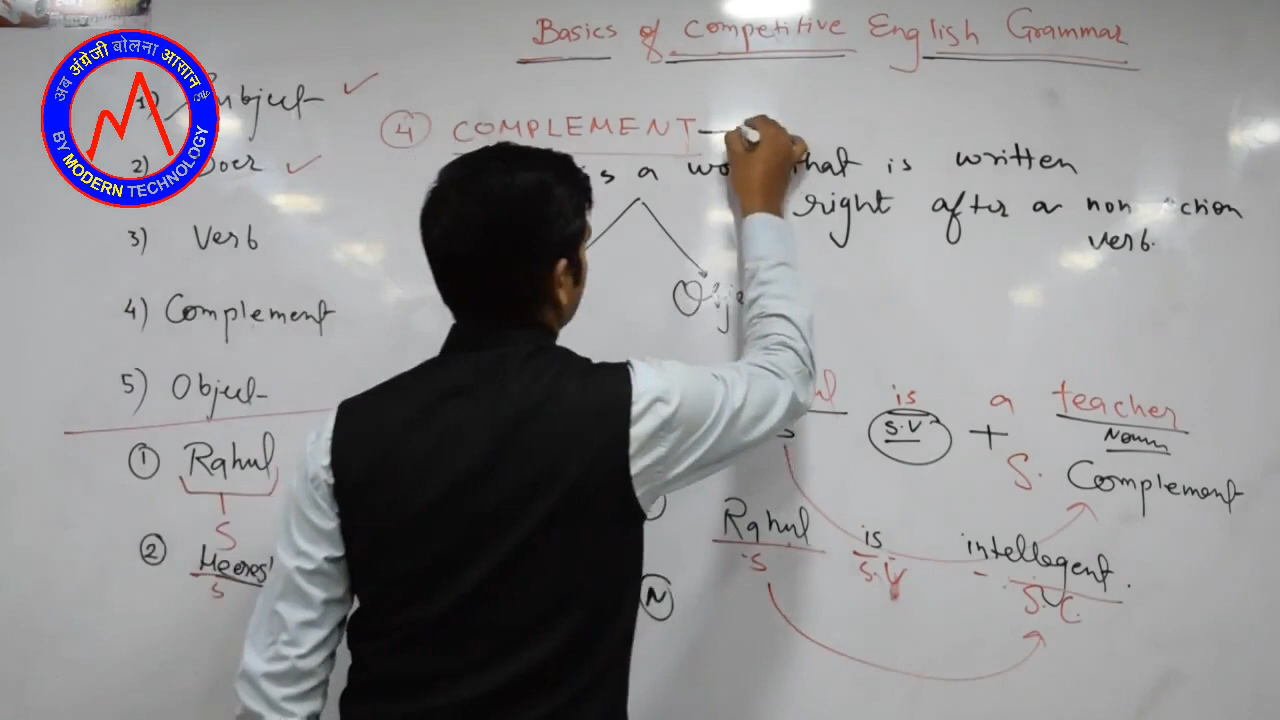 Basics of Competitive English Grammar
अब अंग्रेजी बोलना आसान है
BY MODERN TECHNOLOGY
1) Subject ✓
2) Doer ✓
3) Verb
4) Complement
5) Object
④ COMPLEMENT —
is a that is written
right after a non action
verb.
is a teacher
S.V + Noun
S. Complement
① Rahul
S
Rahul is intellegent.
S S.V S.C.
②
S
N